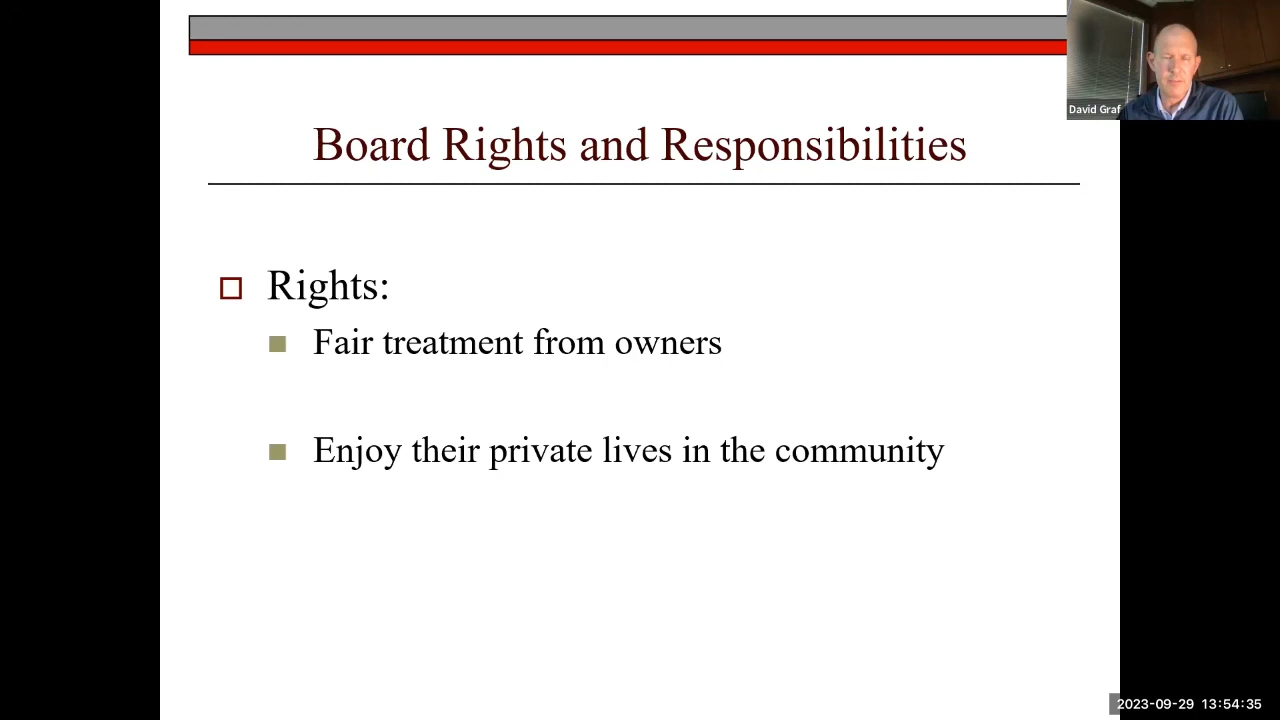 David Graf
Board Rights and Responsibilities
Rights:
Fair treatment from owners
Enjoy their private lives in the community
2023-09-29 13:54:35